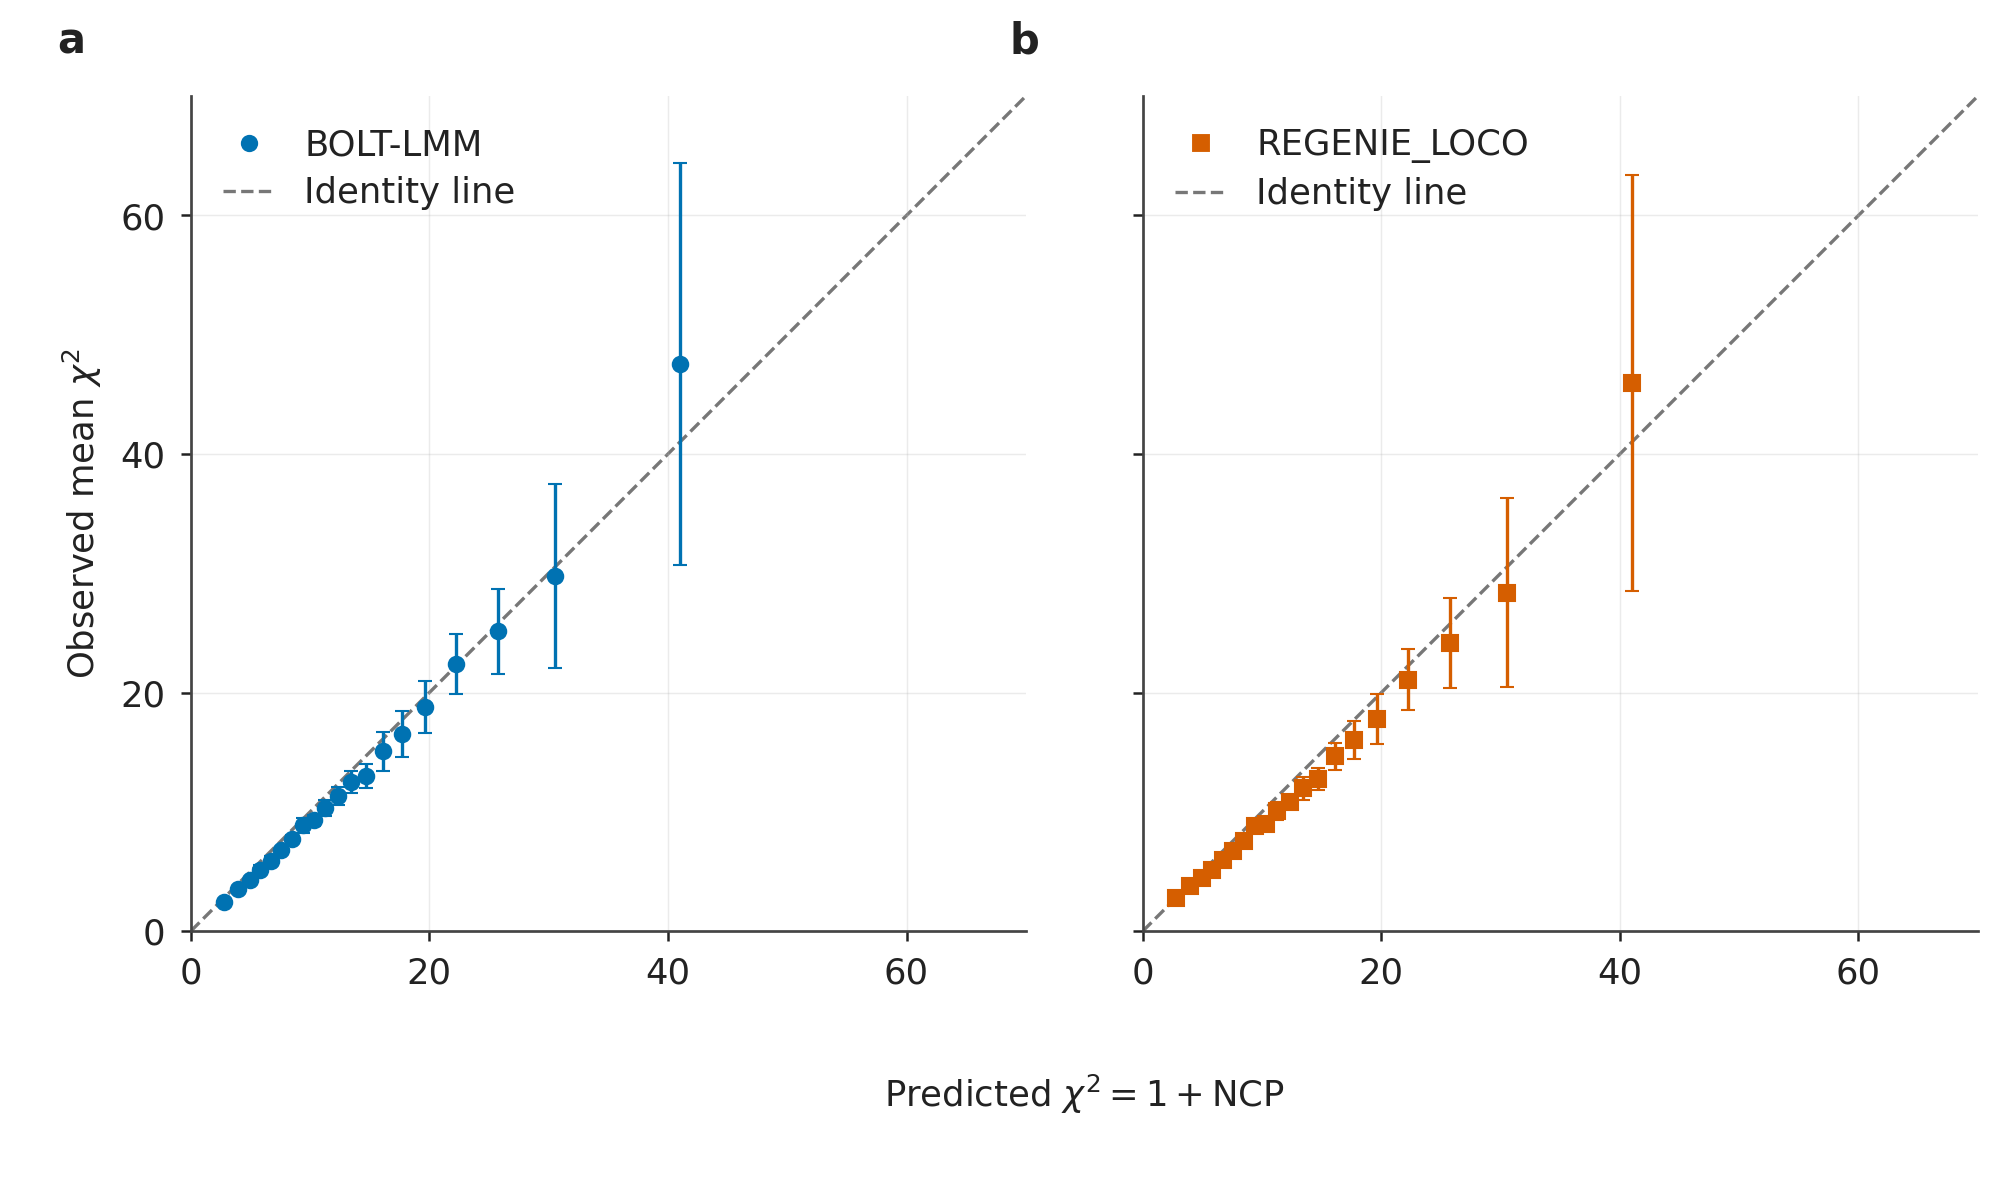 a
BOLT-LMM
Identity line
Observed mean χ²
60
40
20
0
0 20 40 60
b
REGENIE_LOCO
Identity line
0 20 40 60
Predicted χ² = 1 + NCP